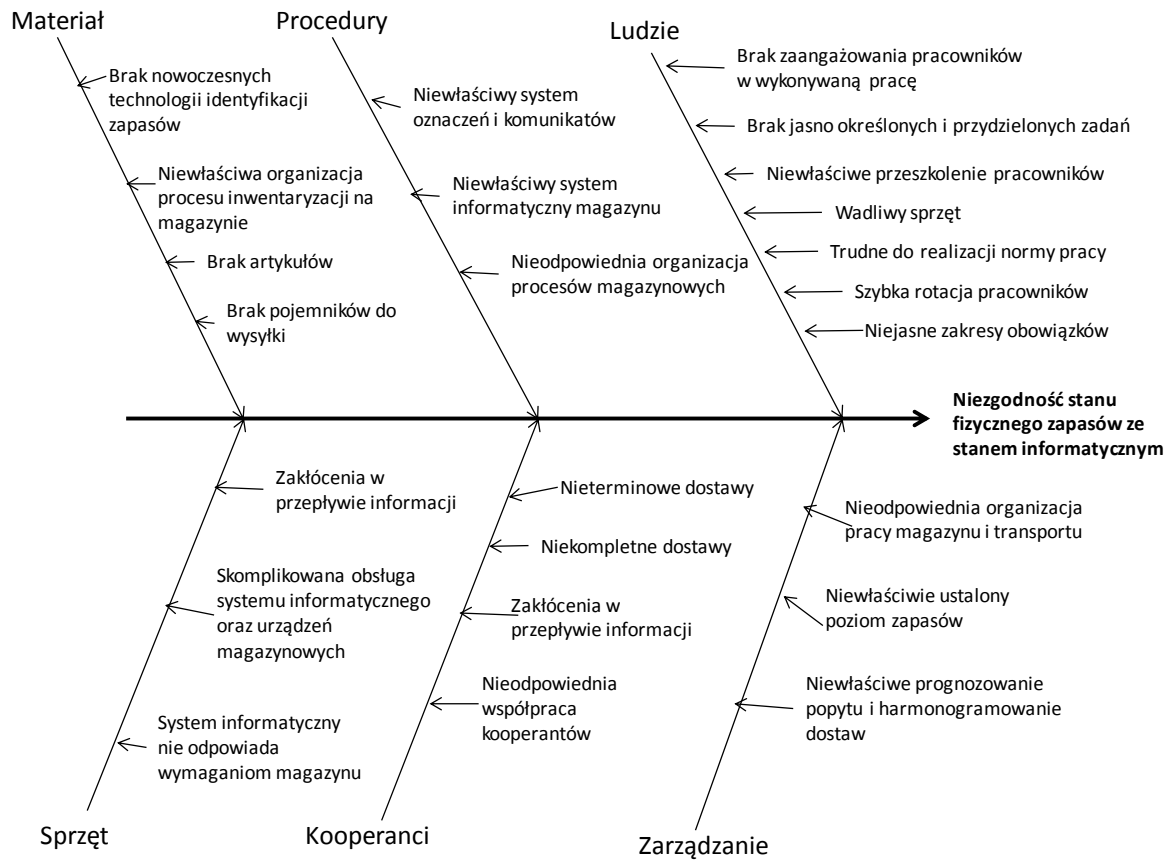 Materiał
Brak nowoczesnych
technologii identyfikacji
zapasów
Niewłaściwa organizacja
procesu inwentaryzacji na
magazynie
Brak artykułów
Brak pojemników do
wysyłki
Procedury
Niewłaściwy system
oznaczeń i komunikatów
Niewłaściwy system
informatyczny magazynu
Nieodpowiednia organizacja
procesów magazynowych
Ludzie
Brak zaangażowania pracowników
w wykonywaną pracę
Brak jasno określonych i przydzielonych zadań
Niewłaściwe przeszkolenie pracowników
Wadliwy sprzęt
Trudne do realizacji normy pracy
Szybka rotacja pracowników
Niejasne zakresy obowiązków
Niezgodność stanu
fizycznego zapasów ze
stanem informatycznym
Zakłócenia w
przepływie informacji
Skomplikowana obsługa
systemu informatycznego
oraz urządzeń
magazynowych
System informatyczny
nie odpowiada
wymaganiom magazynu
Sprzęt
Nieterminowe dostawy
Niekompletne dostawy
Zakłócenia w
przepływie informacji
Nieodpowiednia
współpraca
kooperantów
Kooperanci
Nieodpowiednia organizacja
pracy magazynu i transportu
Niewłaściwie ustalony
poziom zapasów
Niewłaściwe prognozowanie
popytu i harmonogramowanie
dostaw
Zarządzanie